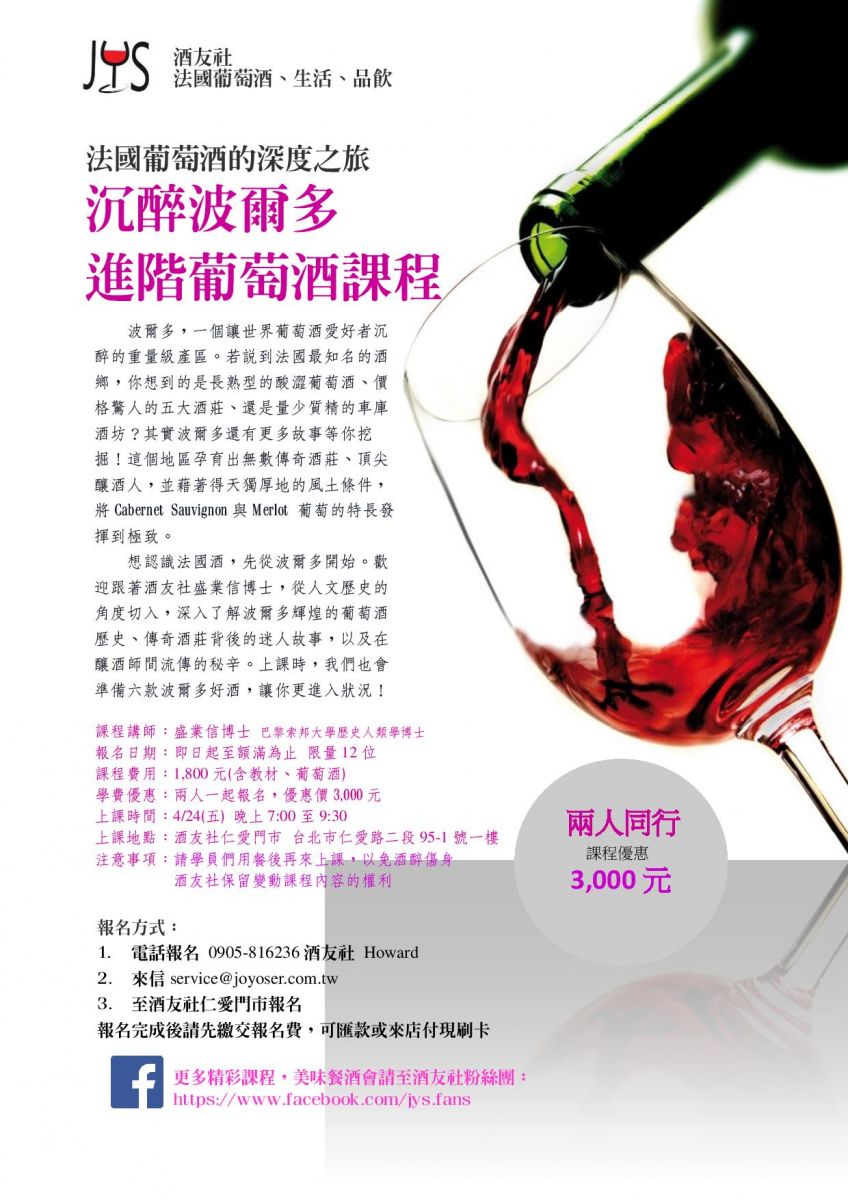 JYS
酒友社
法國葡萄酒、生活、品飲
法國葡萄酒的深度之旅
沉醉波爾多
進階葡萄酒課程
波爾多，一個讓世界葡萄酒愛好者沉
醉的重量級產區。若說到法國最知名的酒
鄉，你想到的是長熟型的酸澀葡萄酒、價
格驚人的五大酒莊、還是量少質精的車庫
酒坊？其實波爾多還有更多故事等你挖
掘！這個地區孕育出無數傳奇酒莊、頂尖
釀酒人，並藉著得天獨厚地的風土條件，
將 Cabernet Sauvignon 與 Merlot 葡萄的特長發
揮到極致。
想認識法國酒，先從波爾多開始。歡
迎跟著酒友社盛業信博士，從人文歷史的
角度切入，深入了解波爾多輝煌的葡萄酒
歷史、傳奇酒莊背後的迷人故事，以及在
釀酒師間流傳的秘辛。上課時，我們也會
準備六款波爾多好酒，讓你更進入狀況！
課程講師：盛業信博士 巴黎索邦大學歷史人類學博士
報名日期：即日起至額滿為止 限量 12 位
課程費用：1,800 元(含教材、葡萄酒)
學費優惠：兩人一起報名，優惠價 3,000 元
上課時間：4/24(五) 晚上 7:00 至 9:30
上課地點：酒友社仁愛門市 台北市仁愛路二段 95-1 號一樓
注意事項：請學員們用餐後再來上課，以免酒醉傷身
酒友社保留變動課程內容的權利
兩人同行
課程優惠
3,000 元
報名方式：
1. 電話報名 0905-816236 酒友社 Howard
2. 來信 service@joyoser.com.tw
3. 至酒友社仁愛門市報名
報名完成後請先繳交報名費，可匯款或來店付現刷卡
更多精彩課程，美味餐酒會請至酒友社粉絲團：
https://www.facebook.com/jys.fans